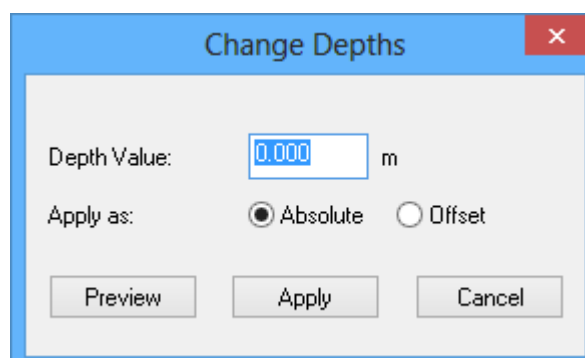 Change Depths
Depth Value: 0.000 m
Apply as: Absolute Offset
Preview Apply Cancel